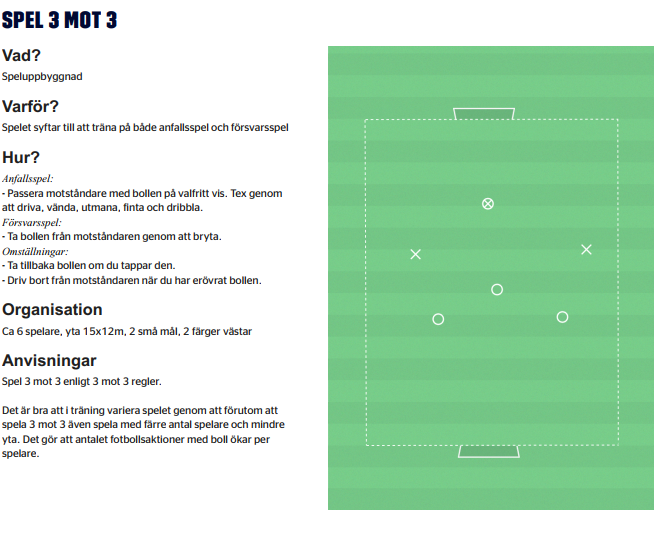 SPEL 3 MOT 3
Vad?
Speluppbyggnad
Varför?
Spelet syftar till att träna på både anfallsspel och försvarsspel
Hur?
Anfallsspel:
- Passera motståndare med bollen på valfritt vis. Tex genom
att driva, vända, utmana, finta och dribbla.
Försvarsspel:
- Ta bollen från motståndaren genom att bryta.
Omställningar:
- Ta tillbaka bollen om du tappar den.
- Driv bort från motståndaren när du har erövrat bollen.
Organisation
Ca 6 spelare, yta 15x12m, 2 små mål, 2 färger västar
Anvisningar
Spel 3 mot 3 enligt 3 mot 3 regler.
Det är bra att i träning variera spelet genom att förutom att
spela 3 mot 3 även spela med färre antal spelare och mindre
yta. Det gör att antalet fotbollsaktioner med boll ökar per
spelare.